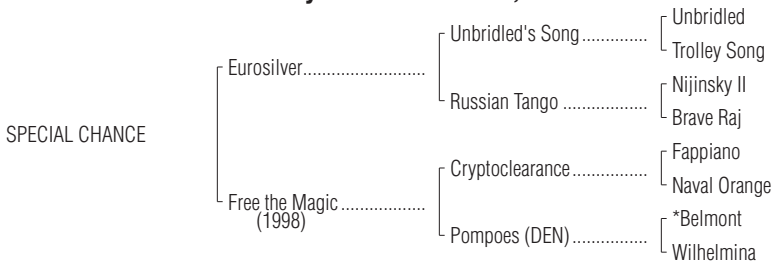 Unbridled
Unbridled's Song..............
Trolley Song
Eurosilver..........................
Nijinsky II
Russian Tango ..................
Brave Raj
SPECIAL CHANCE
Fappiano
Cryptoclearance................
Naval Orange
Free the Magic ..................
(1998)
*Belmont
Pompoes (DEN)................
Wilhelmina